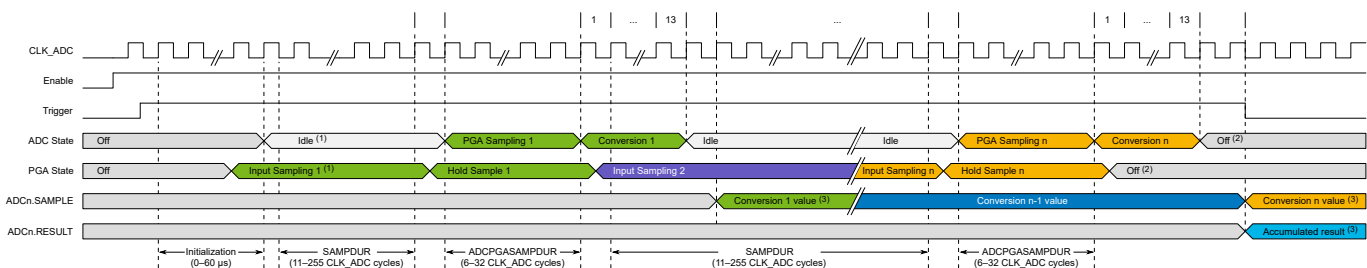 1 ... 13 ... 1 ... 13
CLK_ADC
Enable
Trigger
ADC State Off Idle (1) PGA Sampling 1 Conversion 1 Idle Idle PGA Sampling n Conversion n Off (2)
PGA State Off Input Sampling 1 (1) Hold Sample 1 Input Sampling 2 Input Sampling n Hold Sample n Off (2)
ADCn.SAMPLE Conversion 1 value (3) Conversion n-1 value Conversion n value (3)
ADCn.RESULT Accumulated result (3)
Initialization SAMPDUR ADCPGASAMPDUR SAMPDUR ADCPGASAMPDUR
(0–60 µs) (11–255 CLK_ADC cycles) (6–32 CLK_ADC cycles) (11–255 CLK_ADC cycles) (6–32 CLK_ADC cycles)